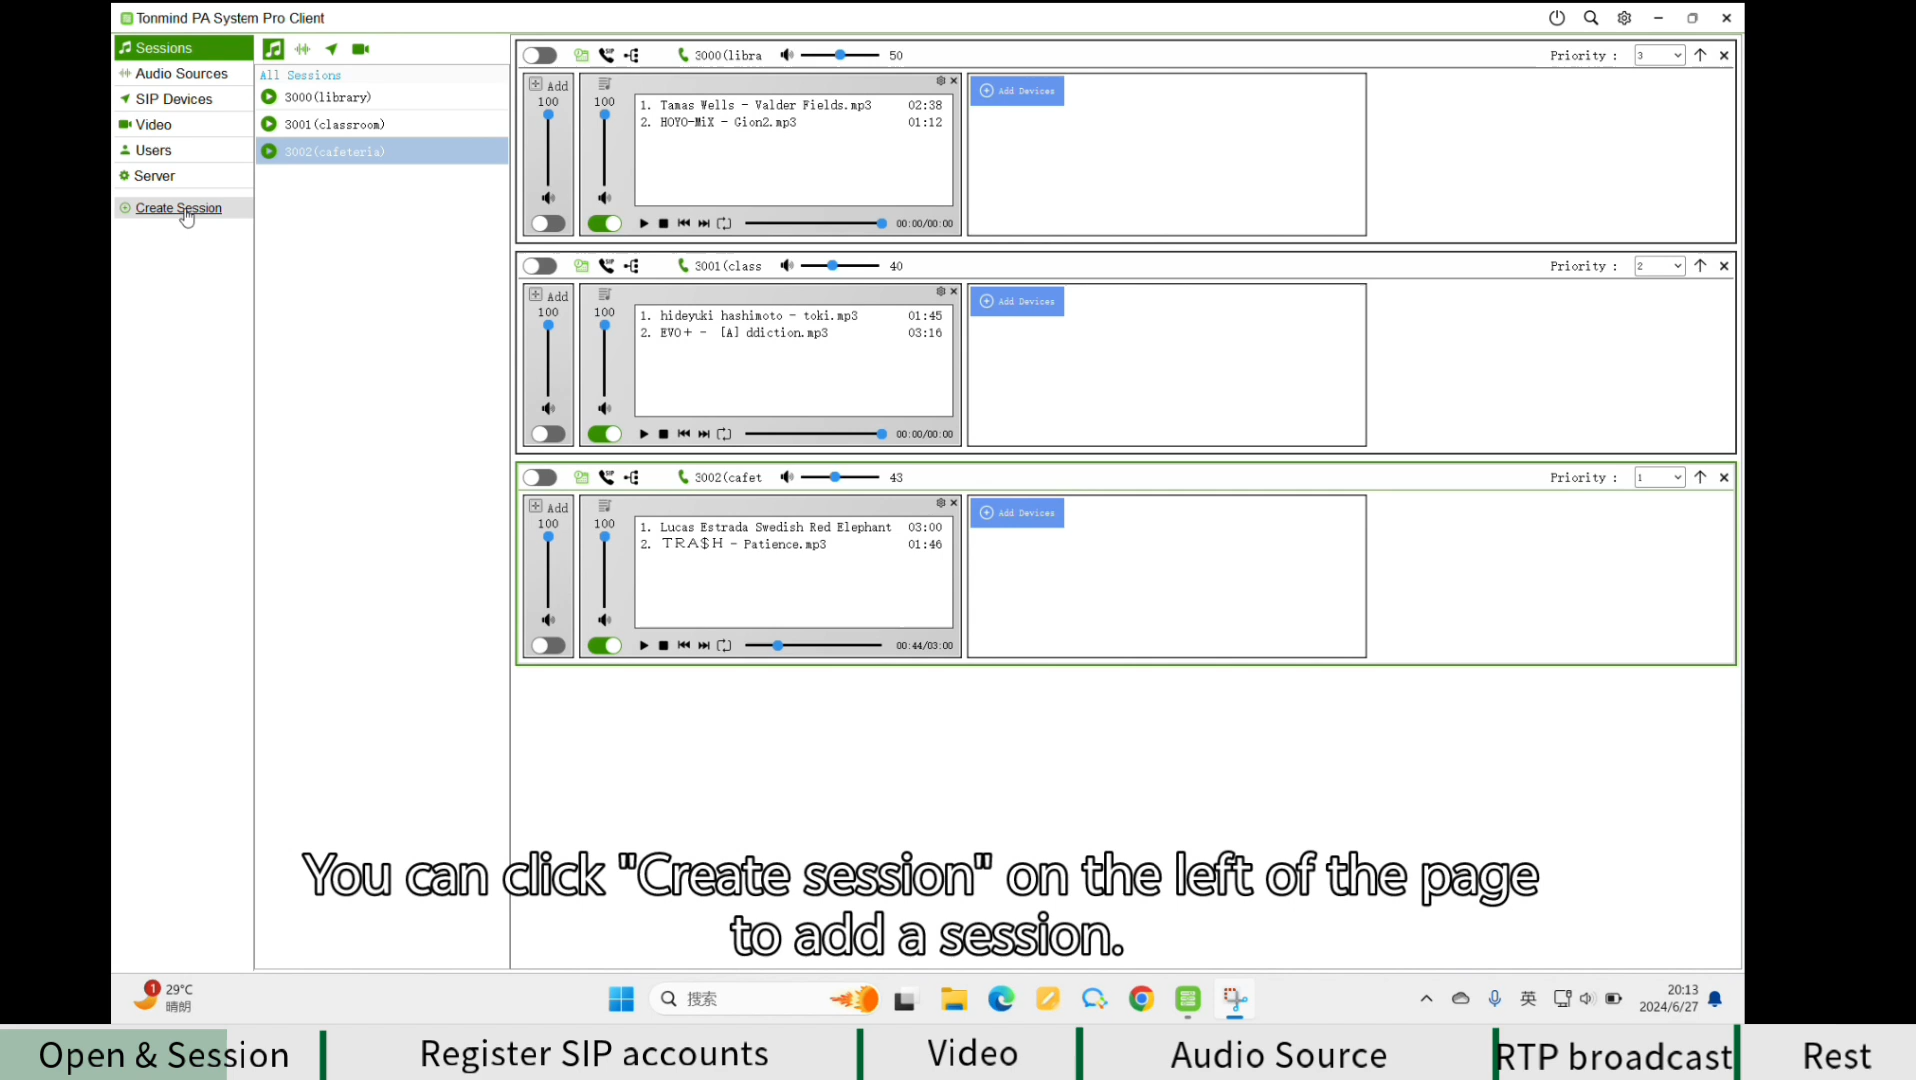 Tonmind PA System Pro Client
Sessions
Audio Sources
SIP Devices
Video
Users
Server
Create Session
All Sessions
3000(library)
3001(classroom)
3002(cafeteria)
SIP
3000(libra
50
Priority :
3
Add
100
100
1. Tamas Wells - Valder Fields.mp3 02:38
2. HOYO-MiX - Gion2.mp3 01:12
00:00/00:00
Add Devices
SIP
3001(class
40
Priority :
2
Add
100
100
1. hideyuki hashimoto - toki.mp3 01:45
2. EVO+ - [A] ddiction.mp3 03:16
00:00/00:00
Add Devices
SIP
3002(cafet
43
Priority :
1
Add
100
100
1. Lucas Estrada Swedish Red Elephant 03:00
2. TRA$H - Patience.mp3 01:46
00:44/03:00
Add Devices
You can click "Create session" on the left of the page
to add a session.
1
29°C
晴朗
搜索
英
20:13
2024/6/27
Open & Session
Register SIP accounts
Video
Audio Source
RTP broadcast
Rest